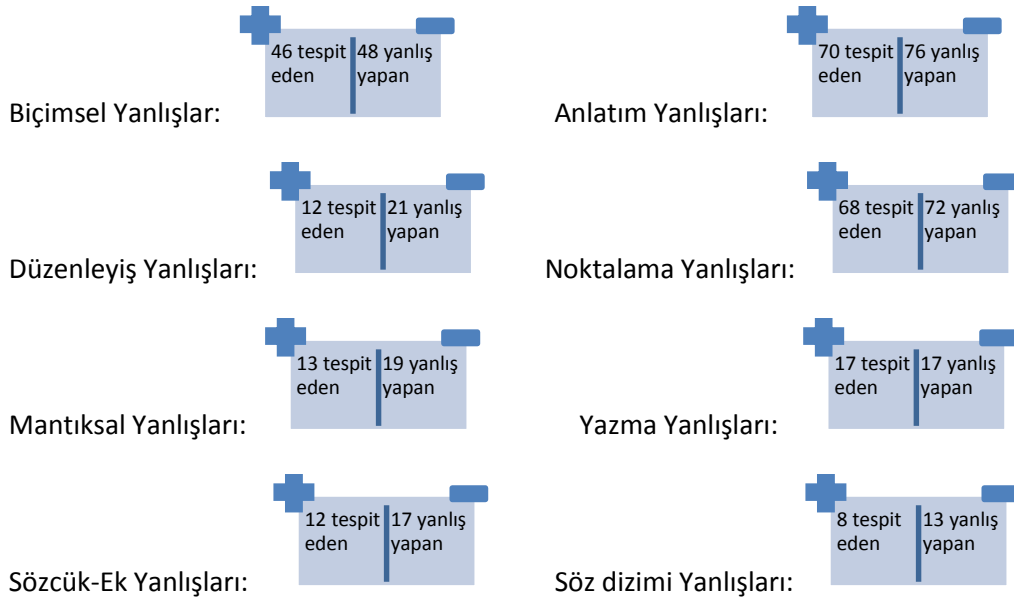 46 tespit eden
48 yanlış yapan
Biçimsel Yanlışlar:
70 tespit eden
76 yanlış yapan
Anlatım Yanlışları:
12 tespit eden
21 yanlış yapan
Düzenleyiş Yanlışları:
68 tespit eden
72 yanlış yapan
Noktalama Yanlışları:
13 tespit eden
19 yanlış yapan
Mantıksal Yanlışları:
17 tespit eden
17 yanlış yapan
Yazma Yanlışları:
12 tespit eden
17 yanlış yapan
Sözcük-Ek Yanlışları:
8 tespit eden
13 yanlış yapan
Söz dizimi Yanlışları: